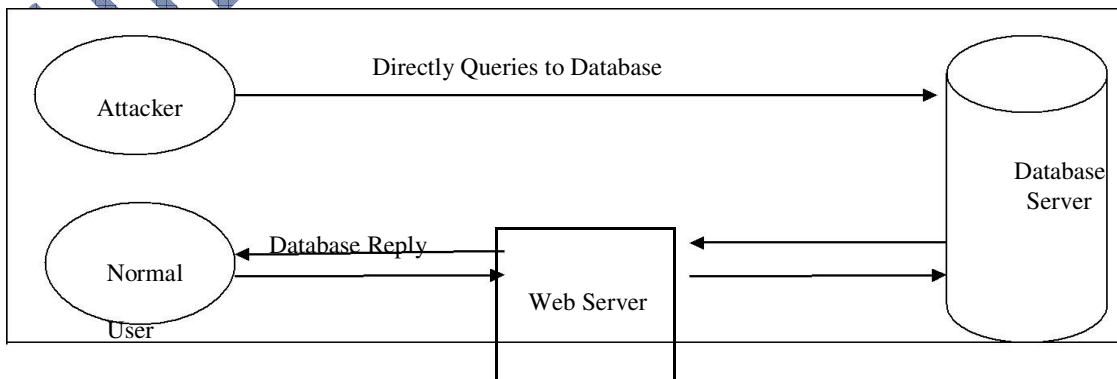 Directly Queries to Database
Attacker
Database
Server
Database Reply
Normal
User
Web Server